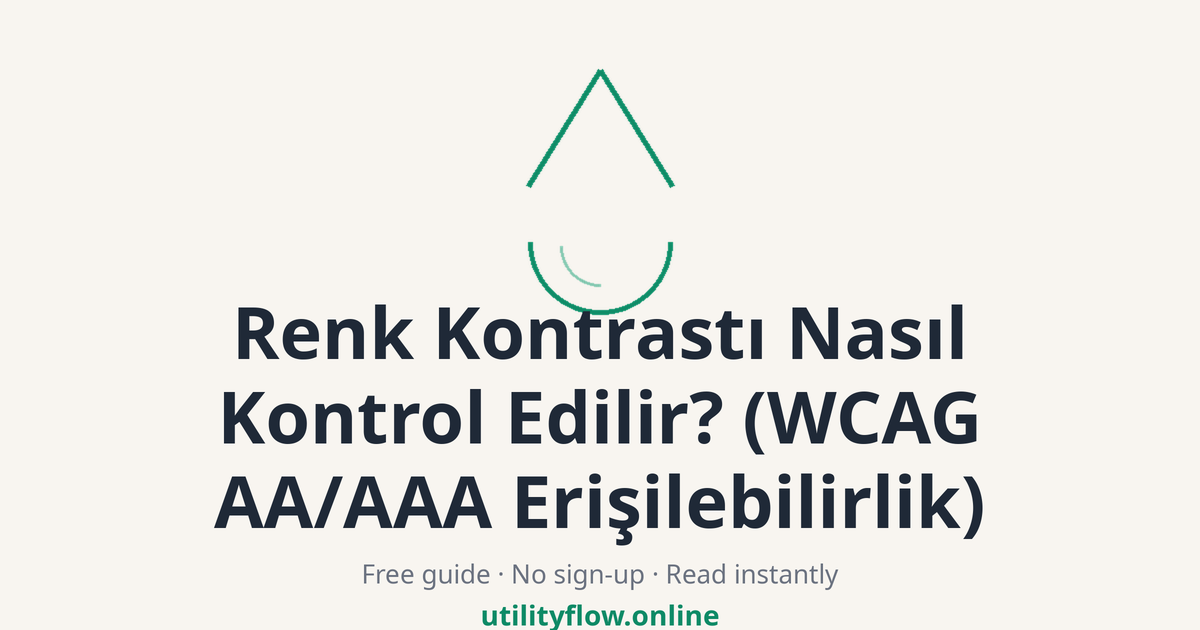 Renk Kontrastı Nasıl
Kontrol Edilir? (WCAG
AA/AAA Erişilebilirlik)
Free guide · No sign-up · Read instantly
utilityflow.online